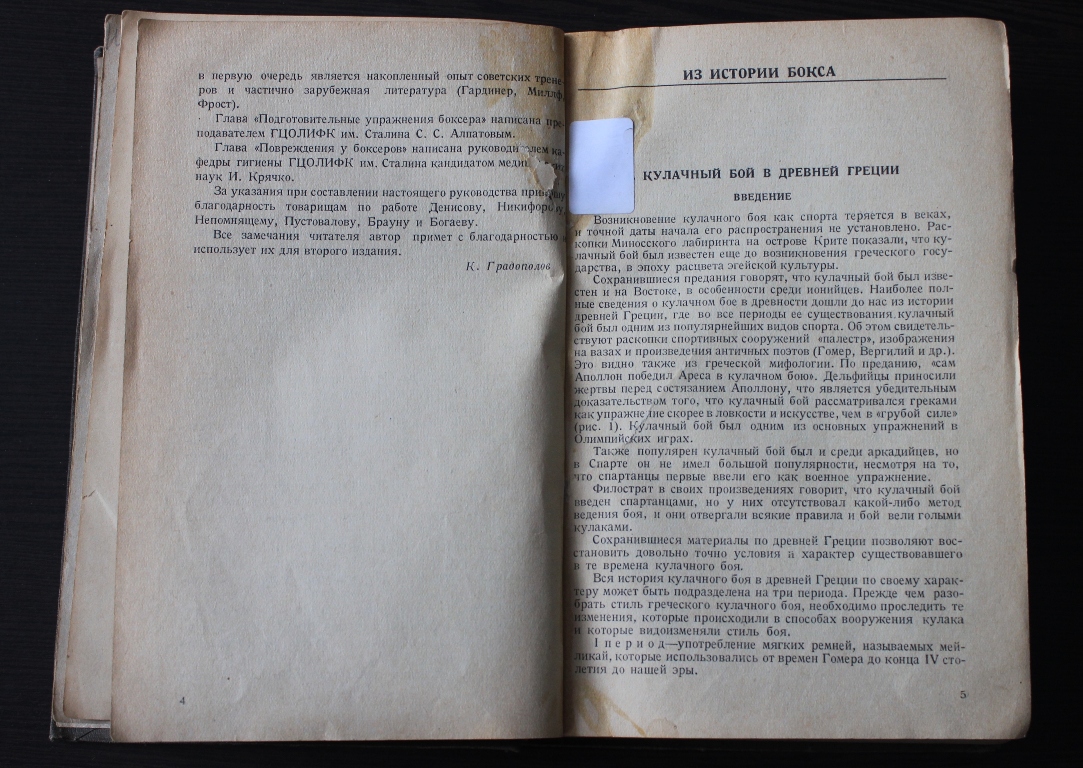 в первую очередь является накопленный опыт советских трене-
ров и частично зарубежная литература (Гардинер, Миллф,
Фрост).
Глава «Подготовительные упражнения боксера» написана пре-
подавателем ГЦОЛИФК им. Сталина С. С. Алпатовым.
Глава «Повреждения у боксеров» написана руководителем ка-
федры гигиены ГЦОЛИФК им. Сталина кандидатом
наук И. Крячко.
За указания при составлении настоящего руководства
благодарность товарищам по работе Денисову, Никифорову,
Непомнящему, Пустовалову, Брауну и Богаеву.
Все замечания читателя автор примет с благодарностью и
использует их для второго издания.
К. Градополов
4
ИЗ ИСТОРИИ БОКСА
КУЛАЧНЫЙ БОЙ В ДРЕВНЕЙ ГРЕЦИИ
ВВЕДЕНИЕ
Возникновение кулачного боя как спорта теряется в веках,
и точной даты начала его распространения не установлено. Рас-
копки Миносского лабиринта на острове Крите показали, что ку-
лачный бой был известен еще до возникновения греческого госу-
дарства, в эпоху расцвета эгейской культуры.
Сохранившиеся предания говорят, что кулачный бой был изве-
стен и на Востоке, в особенности среди ионийцев. Наиболее пол-
ные сведения о кулачном бое в древности дошли до нас из истории
древней Греции, где во все периоды ее существования кулачный
бой был одним из популярнейших видов спорта. Об этом свидетель-
ствуют раскопки спортивных сооружений «палестр», изображения
на вазах и произведения античных поэтов (Гомер, Вергилий и др.).
Это видно также из греческой мифологии. По преданию, «сам
Аполлон победил Ареса в кулачном бою». Дельфийцы приносили
жертвы перед состязанием Аполлону, что является убедительным
доказательством того, что кулачный бой рассматривался греками
как упражнение скорее в ловкости и искусстве, чем в «грубой силе»
(рис. 1). Кулачный бой был одним из основных упражнений в
Олимпийских играх.
Также популярен кулачный бой был и среди аркадийцев, но
в Спарте он не имел большой популярности, несмотря на то,
что спартанцы первые ввели его как военное упражнение.
Филострат в своих произведениях говорит, что кулачный бой
введен спартанцами, но у них отсутствовал какой-либо метод
ведения боя, и они отвергали всякие правила и бой вели голыми
кулаками.
Сохранившиеся материалы по древней Греции позволяют вос-
становить довольно точно условия и характер существовавшего
в те времена кулачного боя.
Вся история кулачного боя в древней Греции по своему харак-
теру может быть подразделена на три периода. Прежде чем разо-
брать стиль греческого кулачного боя, необходимо проследить те
изменения, которые происходили в способах вооружения кулака
и которые видоизменяли стиль боя.
I период—употребление мягких ремней, называемых мей-
ликай, которые использовались от времен Гомера до конца IV сто-
летия до нашей эры.
5